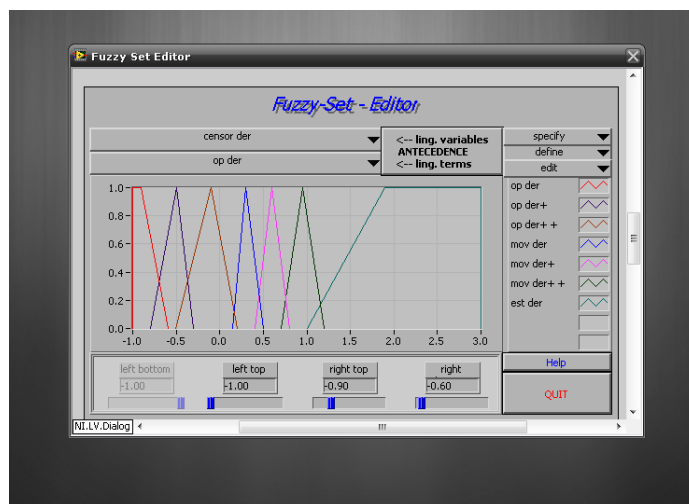 Fuzzy Set Editor
Fuzzy-Set - Editor
censor der
<-- ling. variables
ANTECEDENCE
<-- ling. terms
op der
specify
define
edit
1.0
0.8
0.6
0.4
0.2
0.0
-1.0 -0.5 0.0 0.5 1.0 1.5 2.0 2.5 3.0
op der
op der+
op der+ +
mov der
mov der+
mov der+ +
est der
left bottom left top right top right
-1.00 -1.00 -0.90 -0.60
Help
QUIT
NI.LV.Dialog